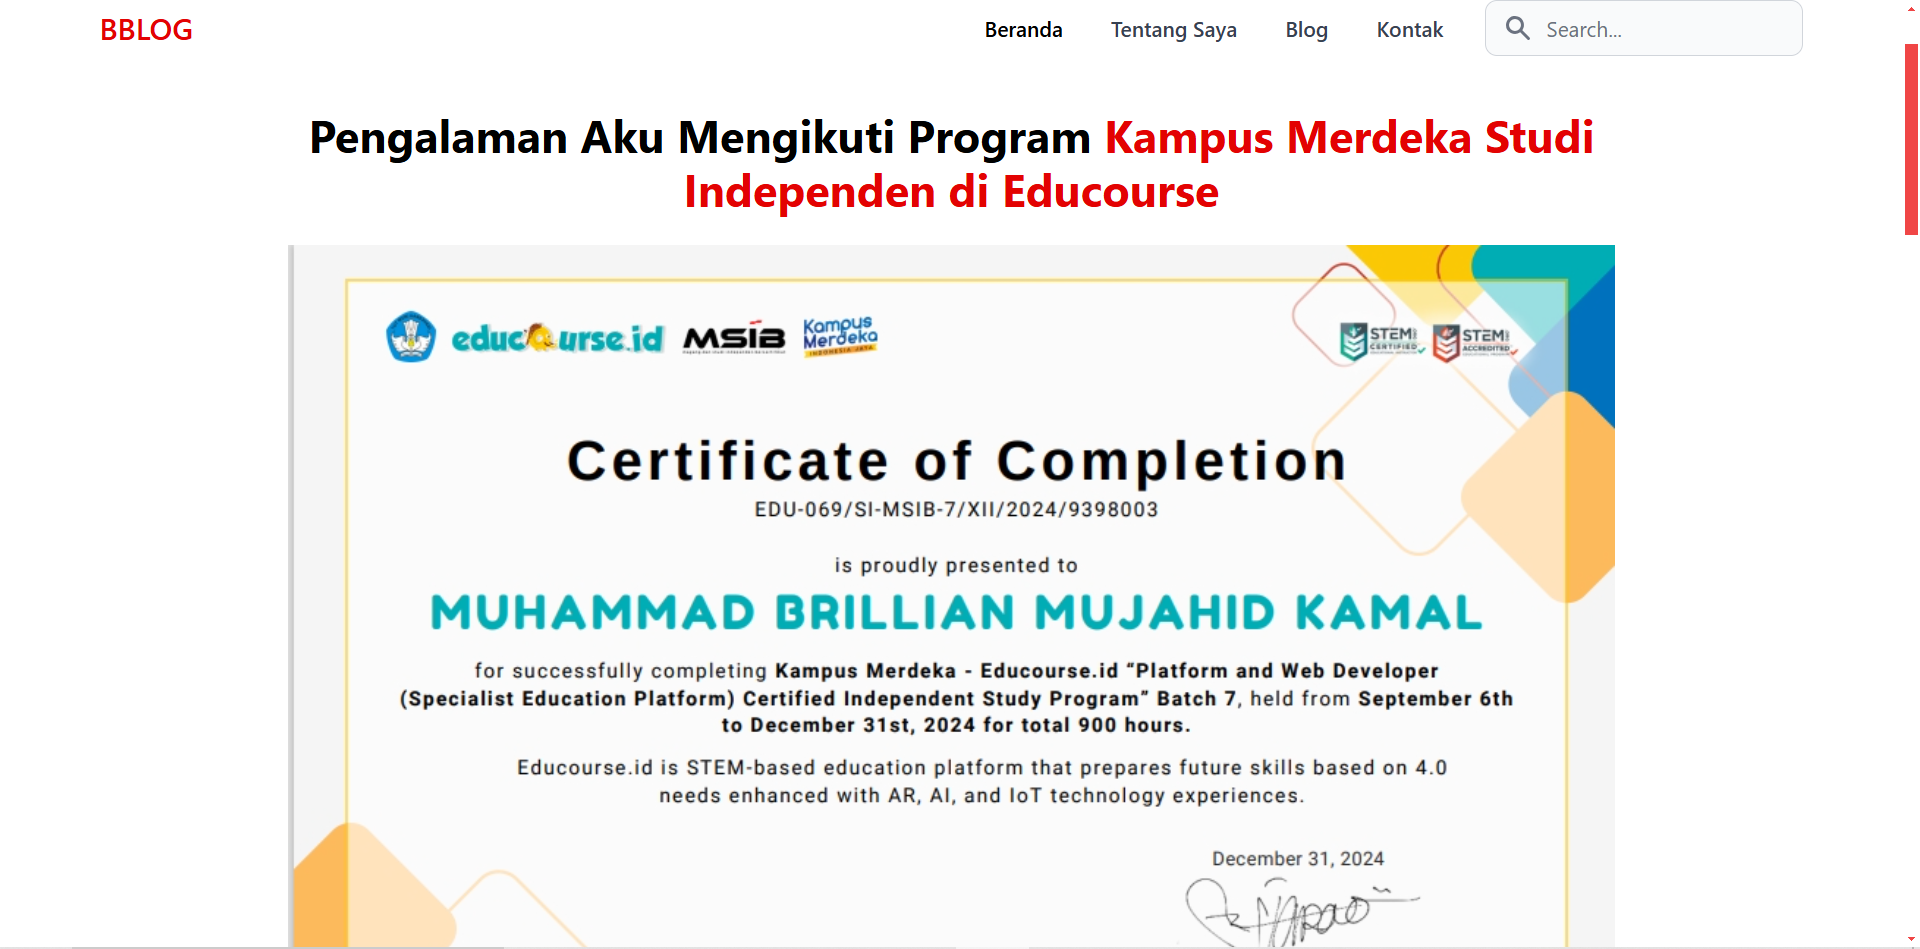 BBLOG
Beranda
Tentang Saya
Blog
Kontak
Search...
Pengalaman Aku Mengikuti Program Kampus Merdeka Studi
Independen di Educourse
educourse.id
MSIB
Kampus
Merdeka
INDONESIA JAYA
STEM
CERTIFIED
STEM
ACCREDITED
Certificate of Completion
EDU-069/SI-MSIB-7/XII/2024/9398003
is proudly presented to
MUHAMMAD BRILLIAN MUJAHID KAMAL
for successfully completing Kampus Merdeka - Educourse.id “Platform and Web Developer
(Specialist Education Platform) Certified Independent Study Program” Batch 7, held from September 6th
to December 31st, 2024 for total 900 hours.
Educourse.id is STEM-based education platform that prepares future skills based on 4.0
needs enhanced with AR, AI, and IoT technology experiences.
December 31, 2024